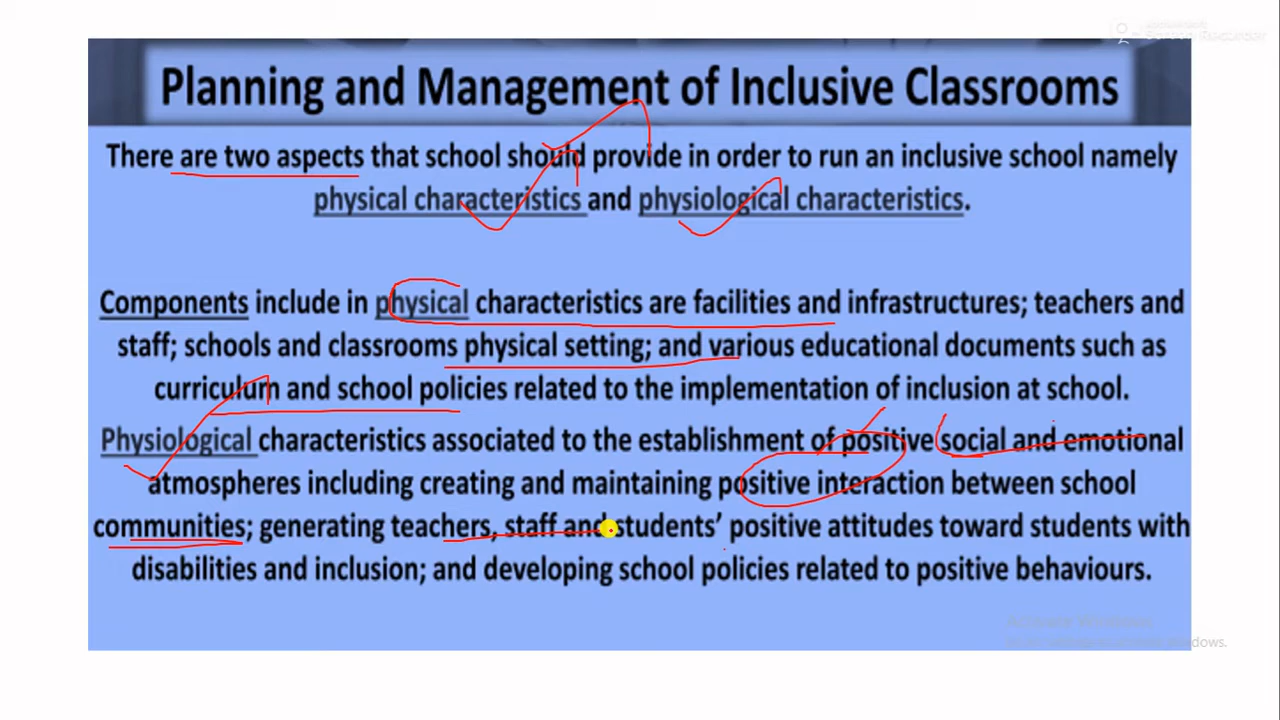 Planning and Management of Inclusive Classrooms
There are two aspects that school should provide in order to run an inclusive school namely
physical characteristics and physiological characteristics.
Components include in physical characteristics are facilities and infrastructures; teachers and
staff; schools and classrooms physical setting; and various educational documents such as
curriculum and school policies related to the implementation of inclusion at school.
Physiological characteristics associated to the establishment of positive social and emotional
atmospheres including creating and maintaining positive interaction between school
communities; generating teachers, staff and students’ positive attitudes toward students with
disabilities and inclusion; and developing school policies related to positive behaviours.